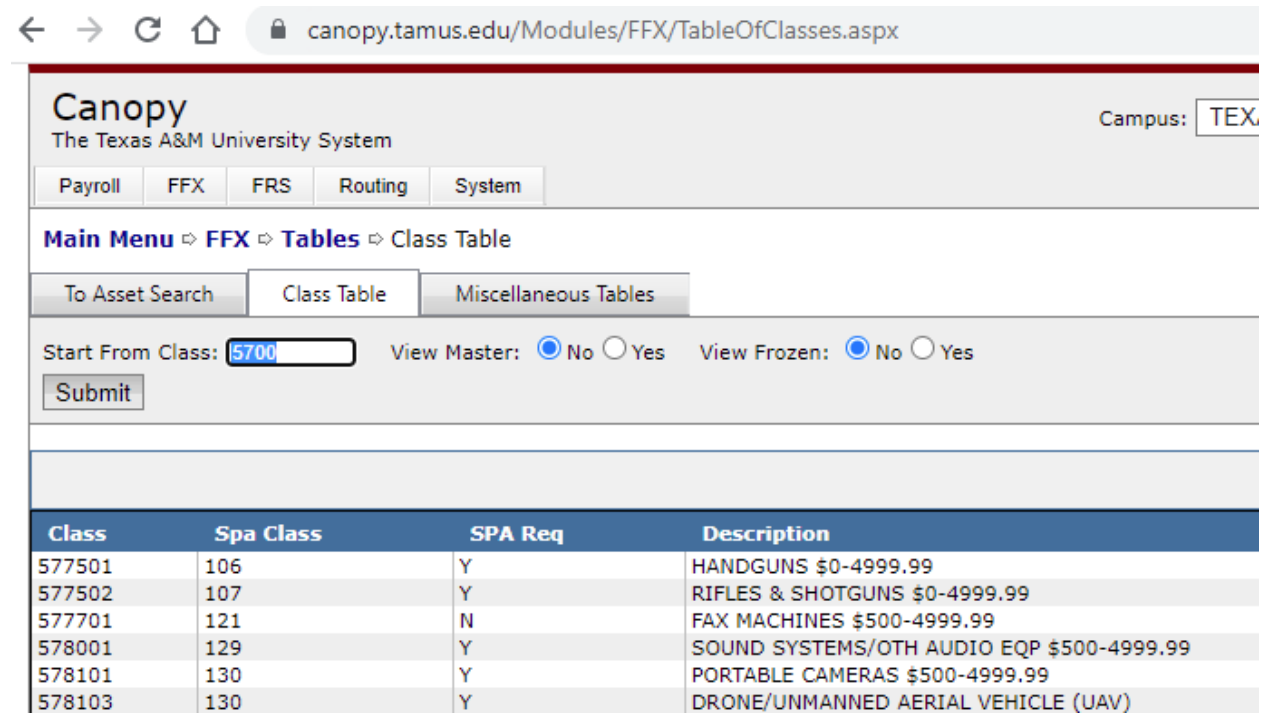 canopy.tamus.edu/Modules/FFX/TableOfClasses.aspx
Canopy
The Texas A&M University System
Campus: TEX
Payroll FFX FRS Routing System
Main Menu ⇨ FFX ⇨ Tables ⇨ Class Table
To Asset Search Class Table Miscellaneous Tables
Start From Class: 5700 View Master: No Yes View Frozen: No Yes
Submit
Class Spa Class SPA Req Description
577501 106 Y HANDGUNS $0-4999.99
577502 107 Y RIFLES & SHOTGUNS $0-4999.99
577701 121 N FAX MACHINES $500-4999.99
578001 129 Y SOUND SYSTEMS/OTH AUDIO EQP $500-4999.99
578101 130 Y PORTABLE CAMERAS $500-4999.99
578103 130 Y DRONE/UNMANNED AERIAL VEHICLE (UAV)